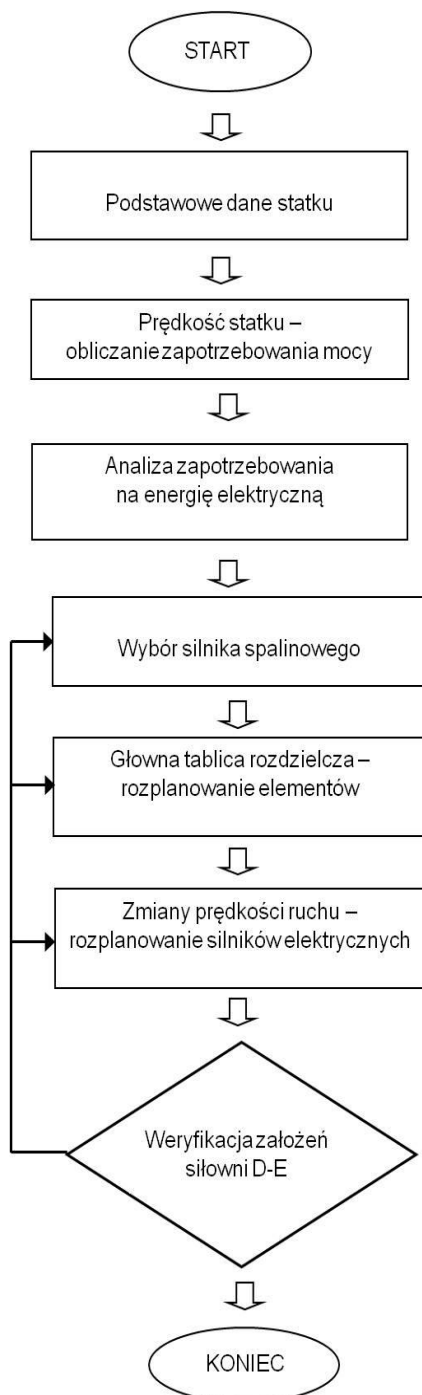 START
Podstawowe dane statku
Prędkość statku –
obliczanie zapotrzebowania mocy
Analiza zapotrzebowania
na energię elektryczną
Wybór silnika spalinowego
Głowna tablica rozdzielcza –
rozplanowanie elementów
Zmiany prędkości ruchu –
rozplanowanie silników elektrycznych
Weryfikacja założeń
siłowni D-E
KONIEC